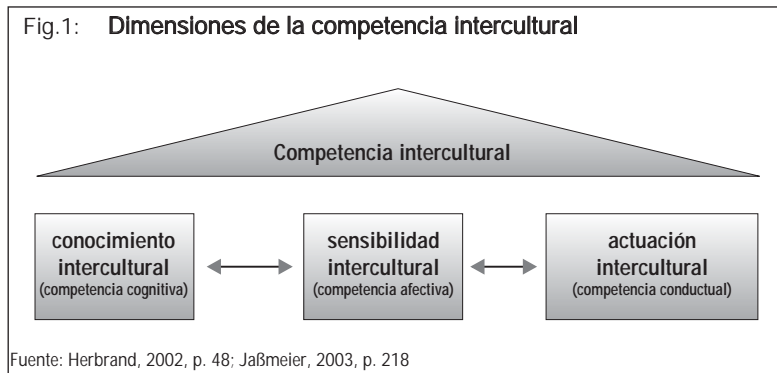 Fig.1: Dimensiones de la competencia intercultural
Competencia intercultural
conocimiento
intercultural
(competencia cognitiva)
sensibilidad
intercultural
(competencia afectiva)
actuación
intercultural
(competencia conductual)
Fuente: Herbrand, 2002, p. 48; Jaßmeier, 2003, p. 218